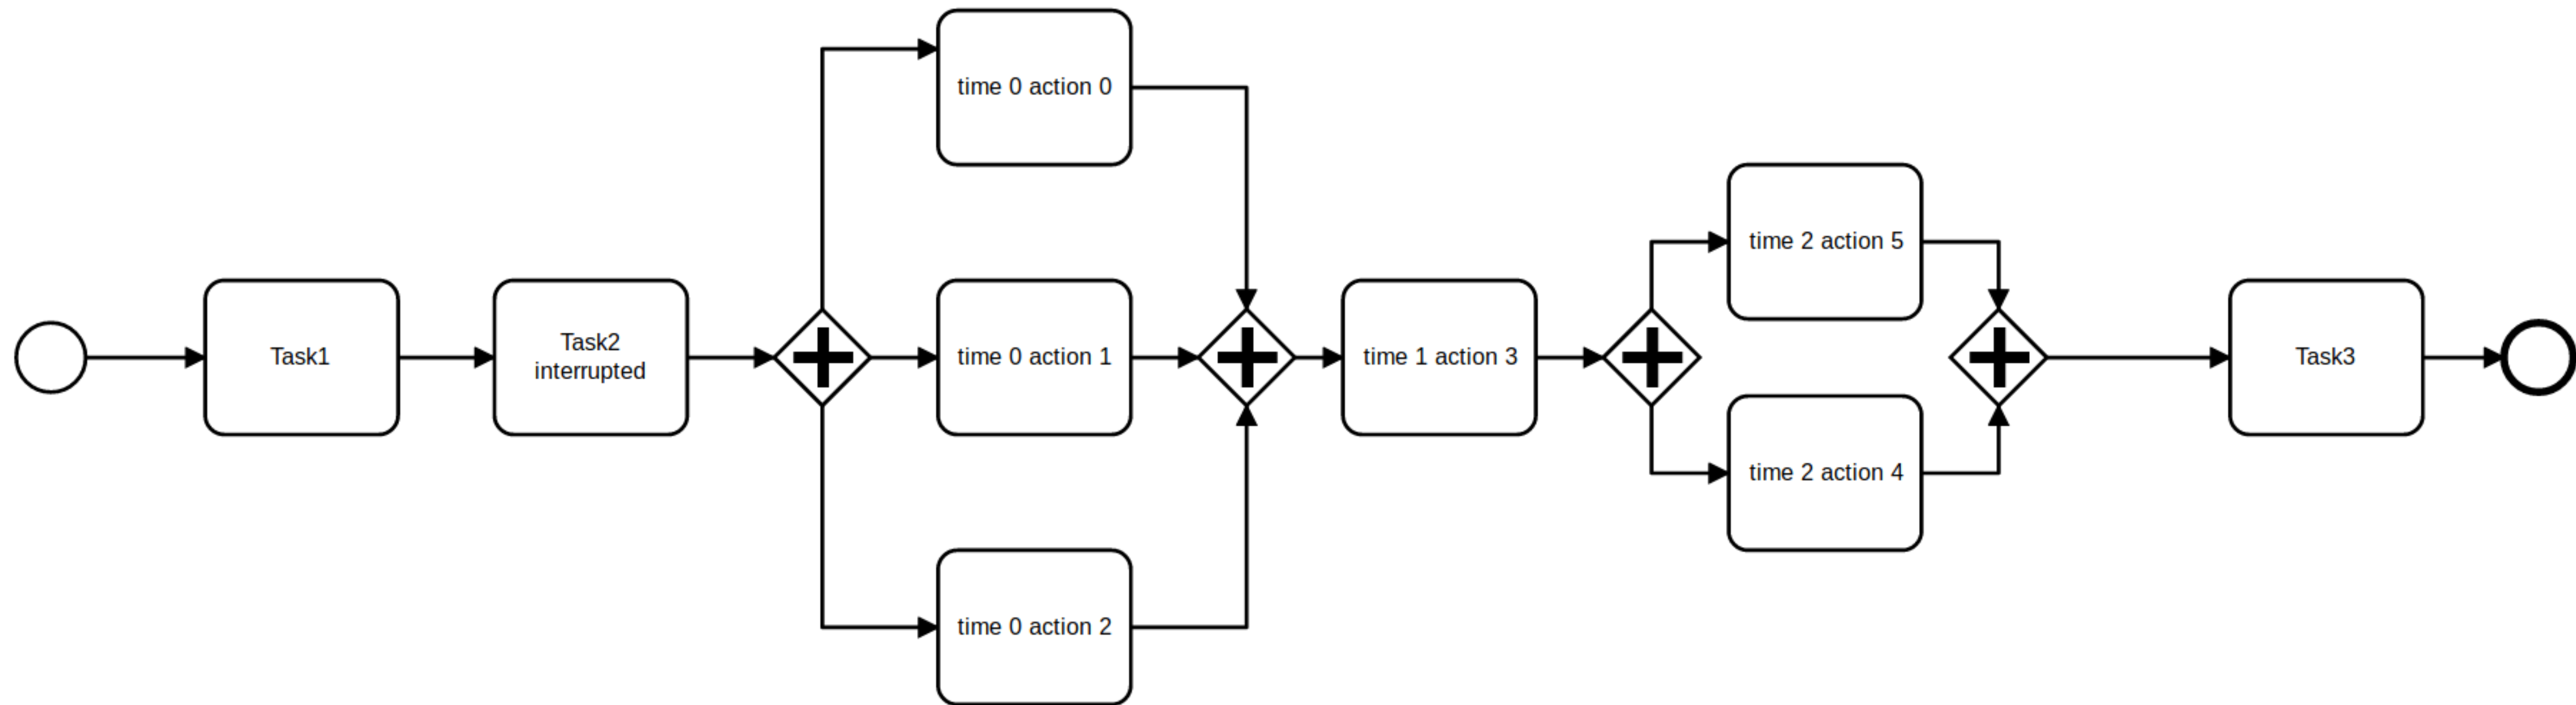 Task1
Task2
interrupted
time 0 action 0
time 0 action 1
time 0 action 2
time 1 action 3
time 2 action 5
time 2 action 4
Task3